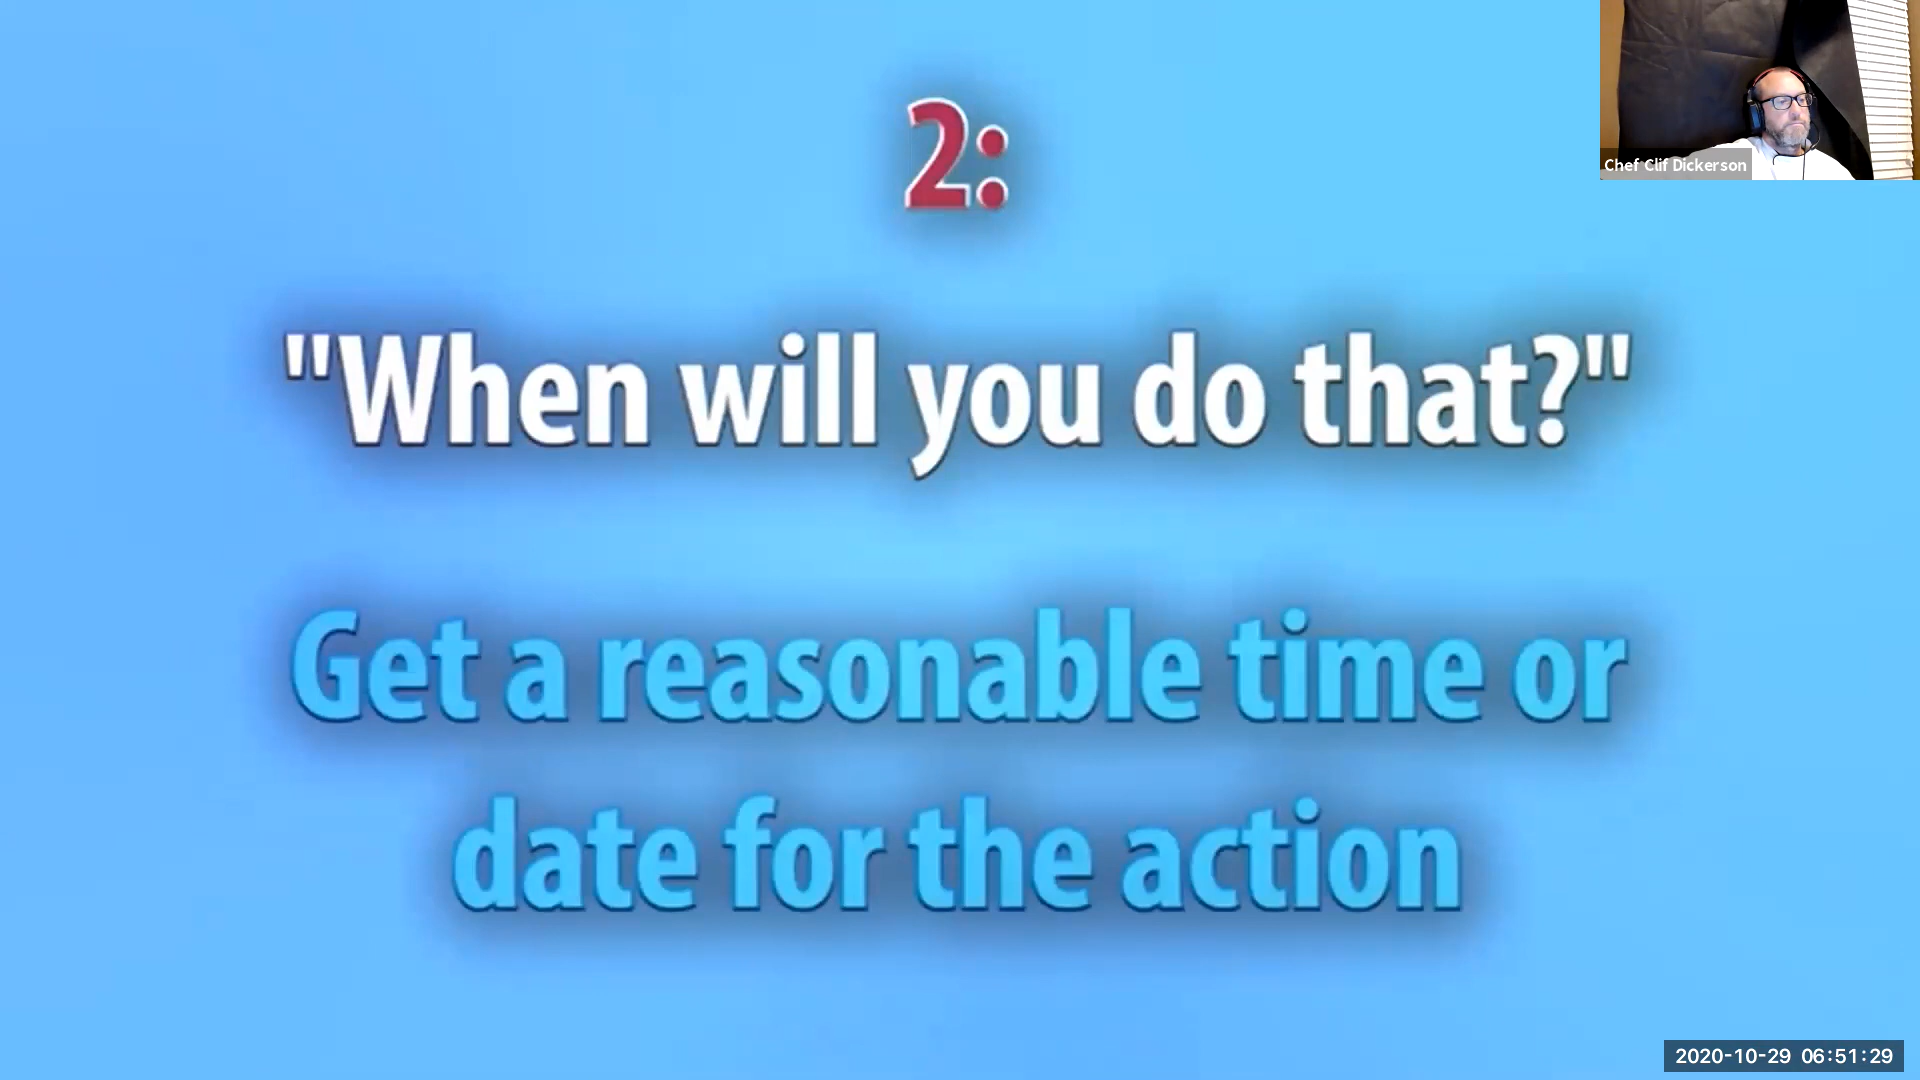 Chef Clif Dickerson
2:
"When will you do that?"
Get a reasonable time or
date for the action
2020-10-29 06:51:29